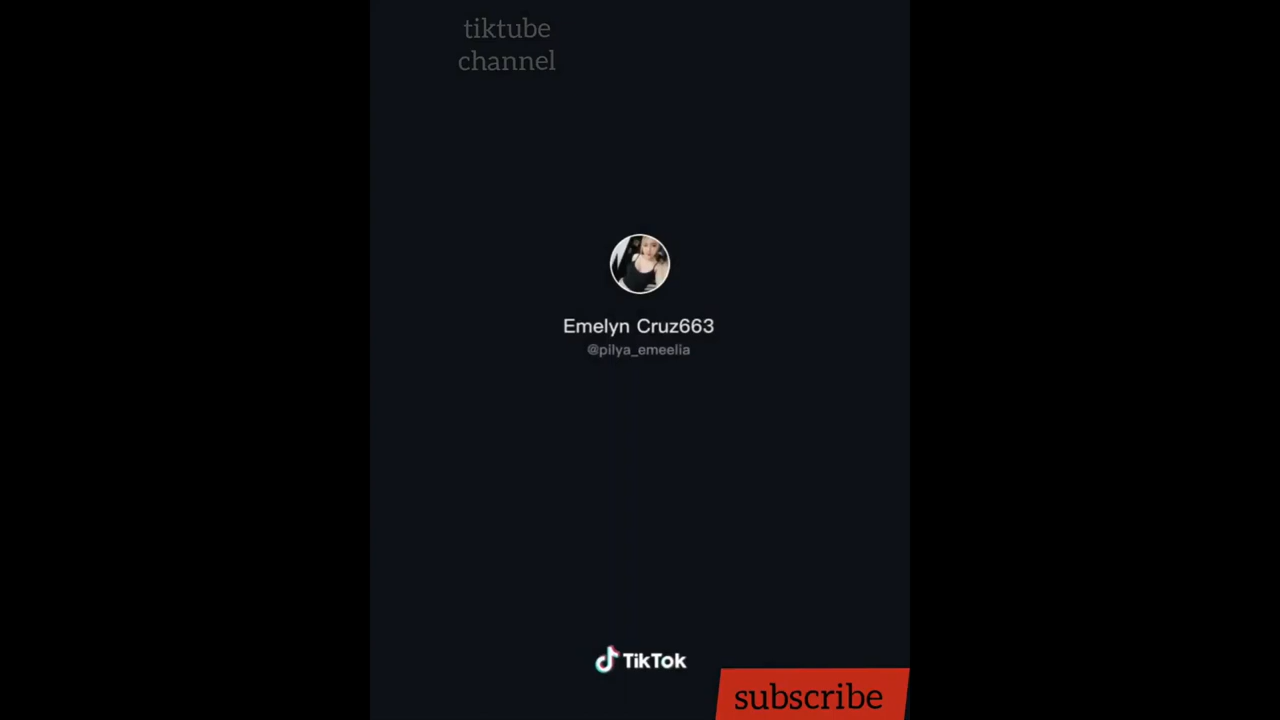 tiktube
channel
Emelyn Cruz663
@pilya_emeelia
TikTok
subscribe